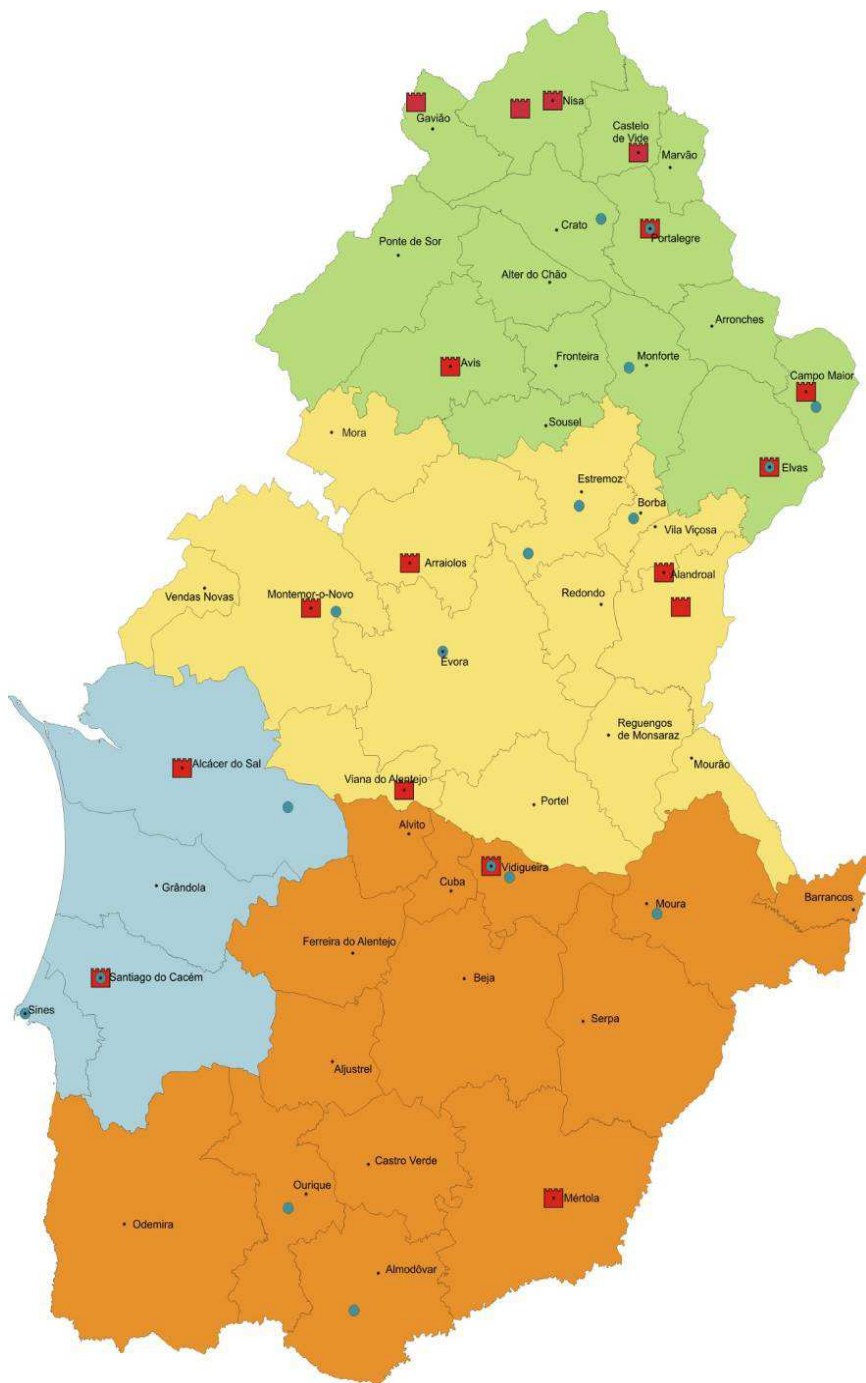 Nisa
Gavião
Castelo
de Vide
Marvão
Crato
Portalegre
Ponte de Sor
Alter do Chão
Arronches
Avis
Fronteira
Monforte
Campo Maior
Sousel
Mora
Elvas
Estremoz
Borba
Vila Viçosa
Arraiolos
Alandroal
Vendas Novas
Montemor-o-Novo
Redondo
Évora
Reguengos
de Monsaraz
Mourão
Alcácer do Sal
Viana do Alentejo
Portel
Alvito
Vidigueira
Cuba
Grândola
Moura
Barrancos
Ferreira do Alentejo
Santiago do Cacém
Beja
Sines
Serpa
Aljustrel
Castro Verde
Ourique
Mértola
Odemira
Almodôvar